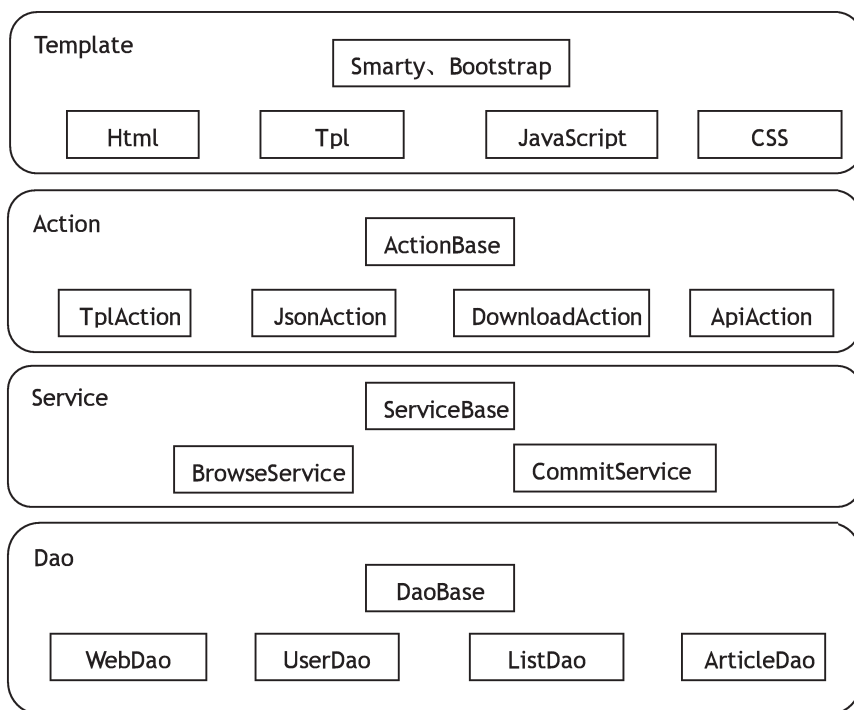 Template
Smarty、Bootstrap
Html
Tpl
JavaScript
CSS
Action
ActionBase
TplAction
JsonAction
DownloadAction
ApiAction
Service
ServiceBase
BrowseService
CommitService
Dao
DaoBase
WebDao
UserDao
ListDao
ArticleDao